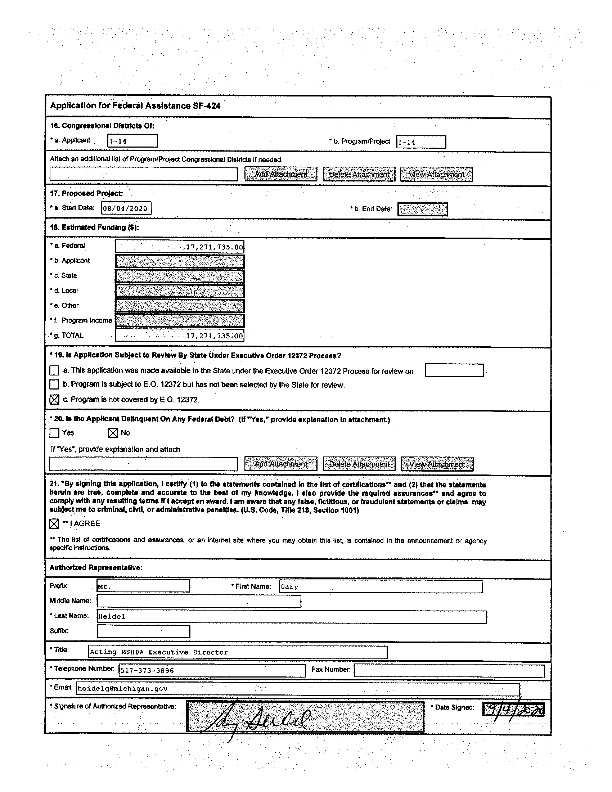 Application for Federal Assistance SF-424
16. Congressional Districts Of:
* a. Applicant 1-14 * b. Program/Project 1-14
Attach an additional list of Program/Project Congressional Districts if needed.
Add Attachment Delete Attachment View Attachment
17. Proposed Project:
* a. Start Date: 08/04/2020 * b. End Date:
18. Estimated Funding ($):
* a. Federal 17,271,735.00
* b. Applicant
* c. State
* d. Local
* e. Other
* f. Program Income
* g. TOTAL 17,271,735.00
* 19. Is Application Subject to Review By State Under Executive Order 12372 Process?
a. This application was made available to the State under the Executive Order 12372 Process for review on
b. Program is subject to E.O. 12372 but has not been selected by the State for review.
c. Program is not covered by E.O. 12372.
* 20. Is the Applicant Delinquent On Any Federal Debt? (If "Yes," provide explanation in attachment.)
Yes No
If "Yes", provide explanation and attach
Add Attachment Delete Attachment View Attachment
21. *By signing this application, I certify (1) to the statements contained in the list of certifications** and (2) that the statements
herein are true, complete and accurate to the best of my knowledge. I also provide the required assurances** and agree to
comply with any resulting terms if I accept an award. I am aware that any false, fictitious, or fraudulent statements or claims may
subject me to criminal, civil, or administrative penalties. (U.S. Code, Title 218, Section 1001)
** I AGREE
** The list of certifications and assurances, or an internet site where you may obtain this list, is contained in the announcement or agency
specific instructions.
Authorized Representative:
Prefix: Mr. * First Name: Gary
Middle Name:
* Last Name: Heidel
Suffix:
* Title: Acting MSHDA Executive Director
* Telephone Number: 517-373-3896 Fax Number:
* Email: heidelg@michigan.gov
* Signature of Authorized Representative: * Date Signed: